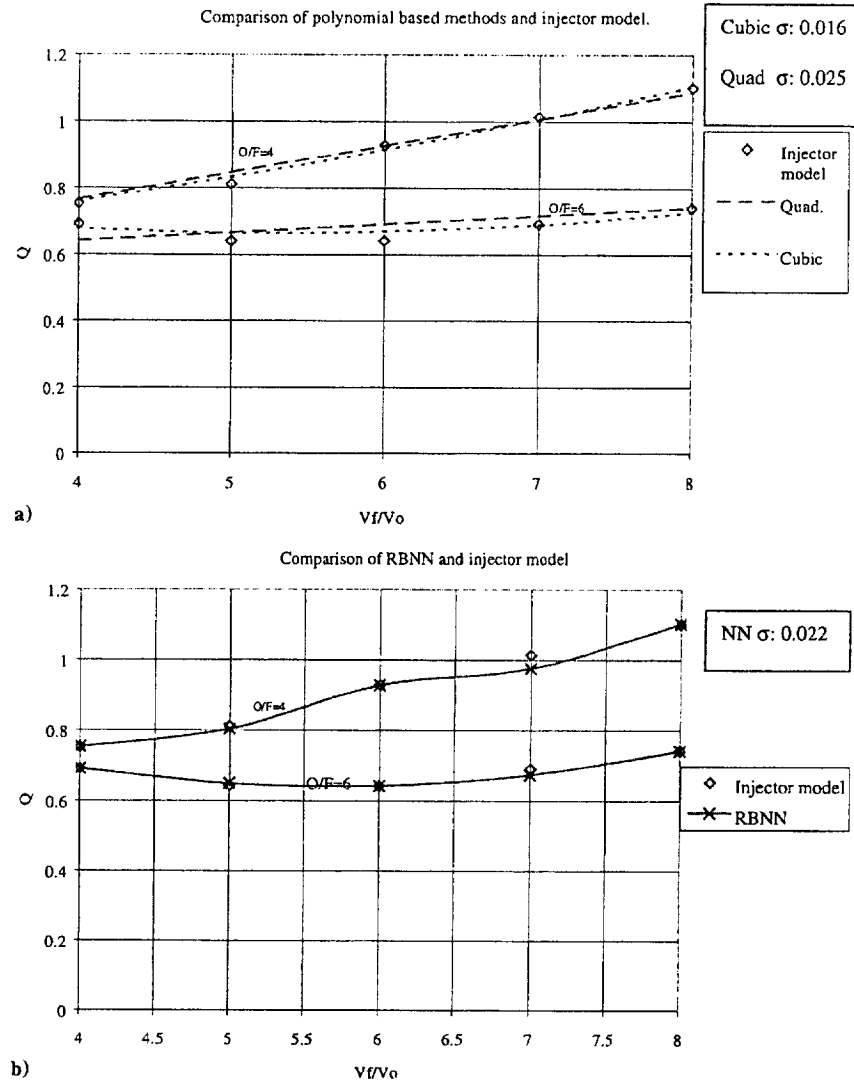 Comparison of polynomial based methods and injector model.
Cubic σ: 0.016
Quad σ: 0.025
1.2
1
0.8
0.6
0.4
0.2
0
Q
O/F=4
O/F=6
Injector
model
Quad.
Cubic
4
5
6
7
8
a)
Vf/Vo
Comparison of RBNN and injector model
NN σ: 0.022
1.2
1
0.8
0.6
0.4
0.2
0
Q
O/F=4
O/F=6
Injector model
RBNN
4
4.5
5
5.5
6
6.5
7
7.5
8
b)
Vf/Vo